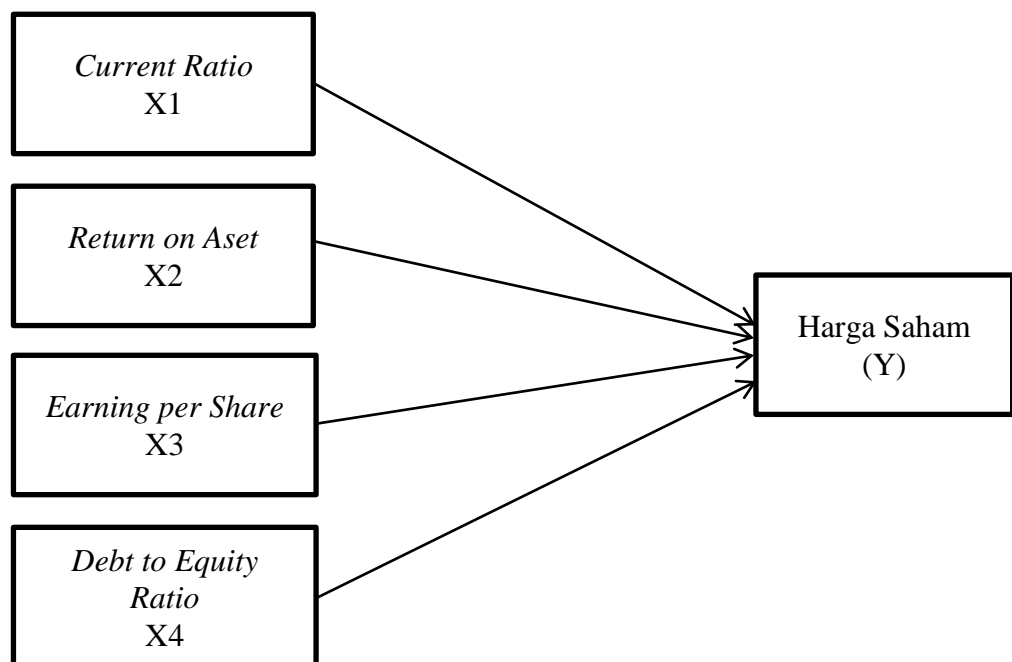 Current Ratio
X1
Return on Aset
X2
Earning per Share
X3
Debt to Equity
Ratio
X4
Harga Saham
(Y)